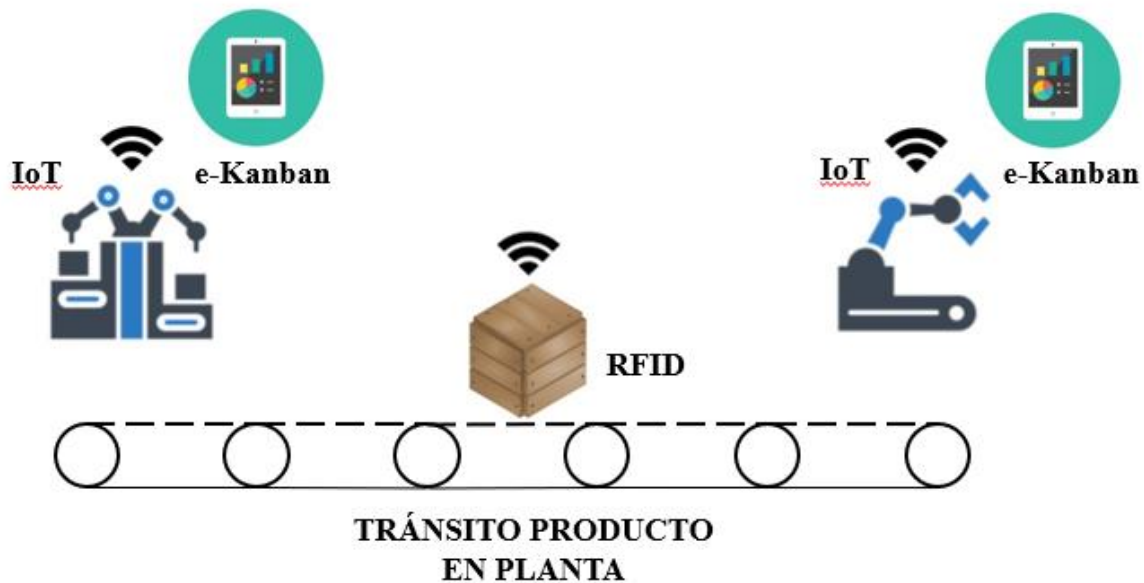 IoT
e-Kanban
IoT
e-Kanban
RFID
TRÁNSITO PRODUCTO
EN PLANTA